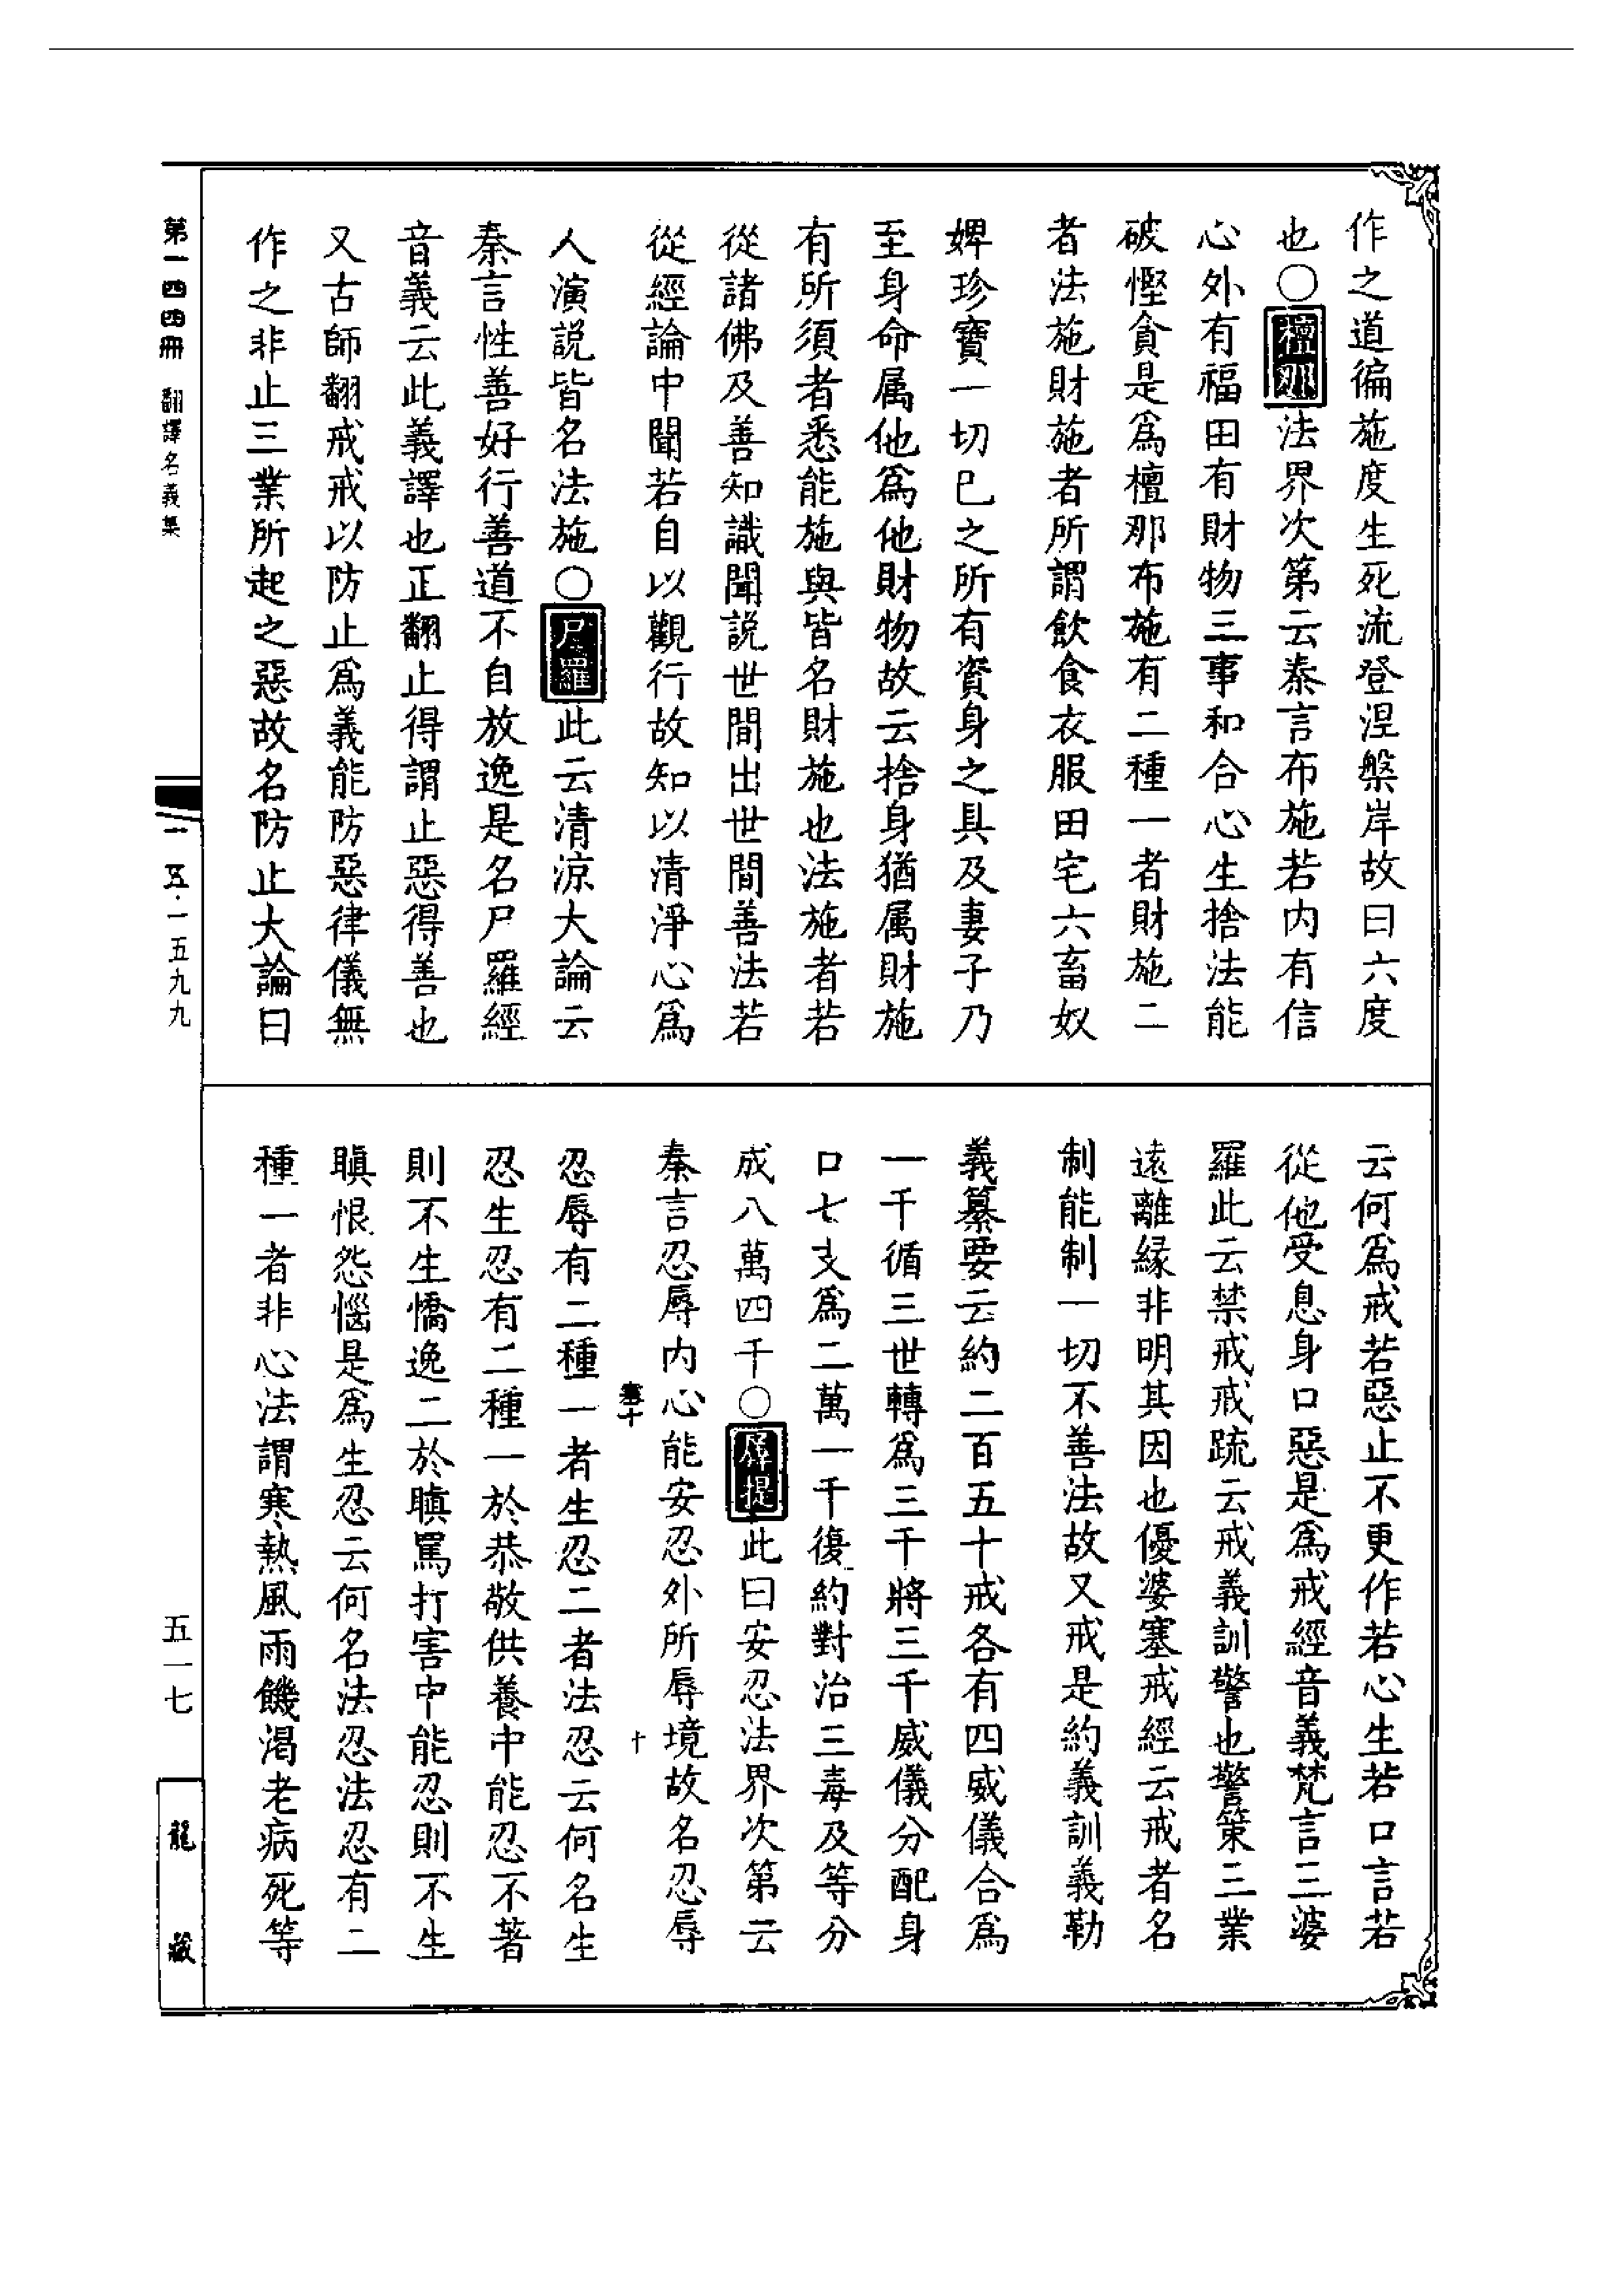 作之道徧施度生死流登涅槃岸故曰六度
也〇檀那法界次第云秦言布施若内有信
心外有福田有財物三事和合心生捨法能
破慳貪是爲檀那布施有二種一者財施二
者法施財施者所謂飲食衣服田宅六畜奴
婢珍寶一切已之所有資身之具及妻子乃
至身命属他爲他財物故云捨身猶属財施
有所須者悉能施與皆名財施也法施者若
從諸佛及善知識聞説世間出世間善法若
從經論中聞若自以觀行故知以清淨心爲
人演説皆名法施〇尸羅此云清凉大論云
秦言性善好行善道不自放逸是名尸羅經
音義云此義譯也正翻止得謂止惡得善也
又古師翻戒戒以防止爲義能防惡律儀無
作之非止三業所起之惡故名防止大論曰
云何爲戒若惡止不更作若心生若口言若
從他受息身口惡是爲戒經音義梵言三婆
羅此云禁戒戒疏云戒義訓警也警策三業
遠離緣非明其因也優婆塞戒經云戒者名
制能制一切不善法故又戒是約義訓義勒
義纂要云約二百五十戒各有四威儀合爲
一千循三世轉爲三千將三千威儀分配身
口七支爲二萬一千復約對治三毒及等分
成八萬四千〇羼提此曰安忍法界次第云
秦言忍辱内心能安忍外所辱境故名忍辱
卷十
十
忍辱有二種一者生忍二者法忍云何名生
忍生忍有二種一於恭敬供養中能忍不著
則不生憍逸二於瞋罵打害中能忍則不生
瞋恨怨惱是爲生忍云何名法忍法忍有二
種一者非心法謂寒熱風雨饑渴老病死等
第一四四冊 翻譯名義集
一五·一五九九
五一七
龍藏